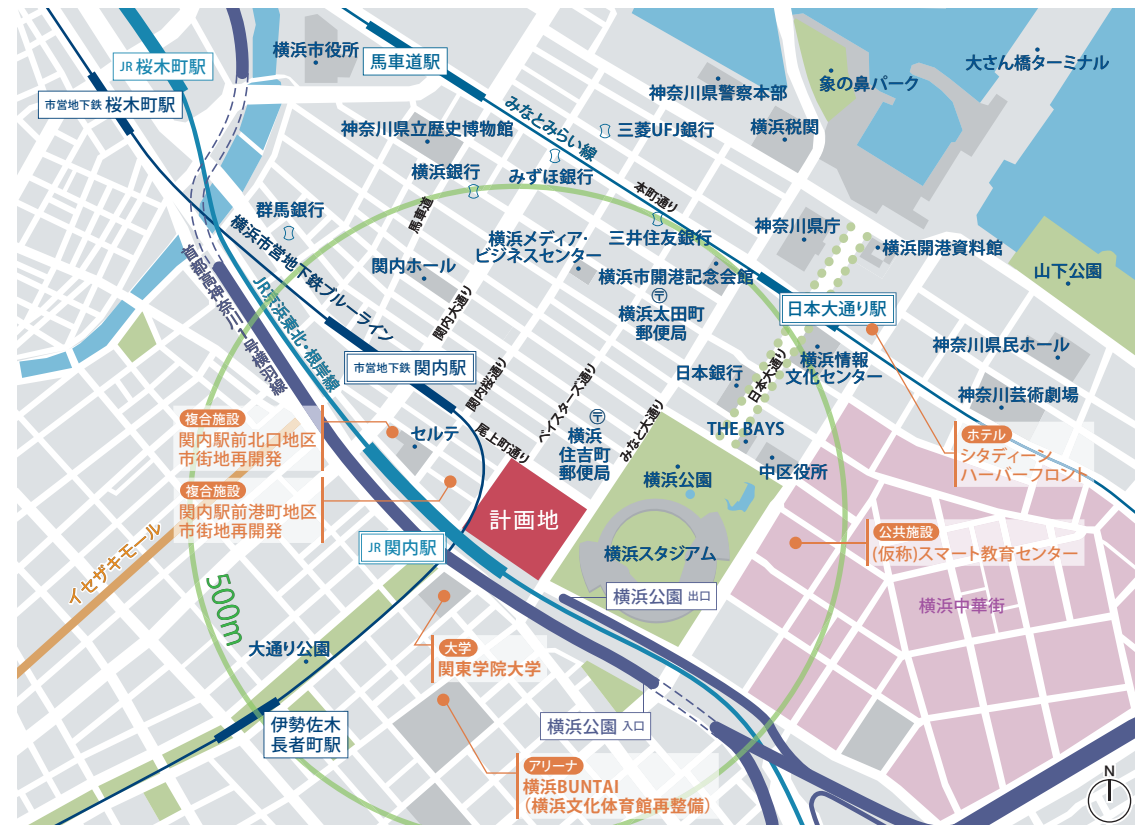 横浜市役所
馬車道駅
JR 桜木町駅
市営地下鉄 桜木町駅
大さん橋ターミナル
象の鼻パーク
神奈川県警察本部
みなとみらい線
三菱UFJ銀行
横浜税関
神奈川県立歴史博物館
横浜銀行
みずほ銀行
本町通り
馬車道
群馬銀行
神奈川県庁
横浜メディア・
ビジネスセンター
三井住友銀行
横浜開港資料館
横浜市営地下鉄ブルーライン
関内ホール
横浜市開港記念会館
山下公園
首都高神奈川1号横羽線
JR京浜東北・根岸線
関内大通り
横浜太田町
郵便局
日本大通り駅
市営地下鉄 関内駅
関内桜通り
ベイスターズ通り
日本銀行
日本大通り
横浜情報
文化センター
神奈川県民ホール
神奈川芸術劇場
複合施設
関内駅前北口地区
市街地再開発
セルテ
尾上町通り
横浜
住吉町
郵便局
みなと大通り
THE BAYS
中区役所
ホテル
シタディーン
ハーバーフロント
横浜公園
複合施設
関内駅前港町地区
市街地再開発
計画地
JR 関内駅
横浜スタジアム
公共施設
(仮称)スマート教育センター
イセザキモール
500m
横浜公園 出口
横浜中華街
大通り公園
大学
関東学院大学
伊勢佐木
長者町駅
横浜公園 入口
アリーナ
横浜BUNTAI
(横浜文化体育館再整備)
N